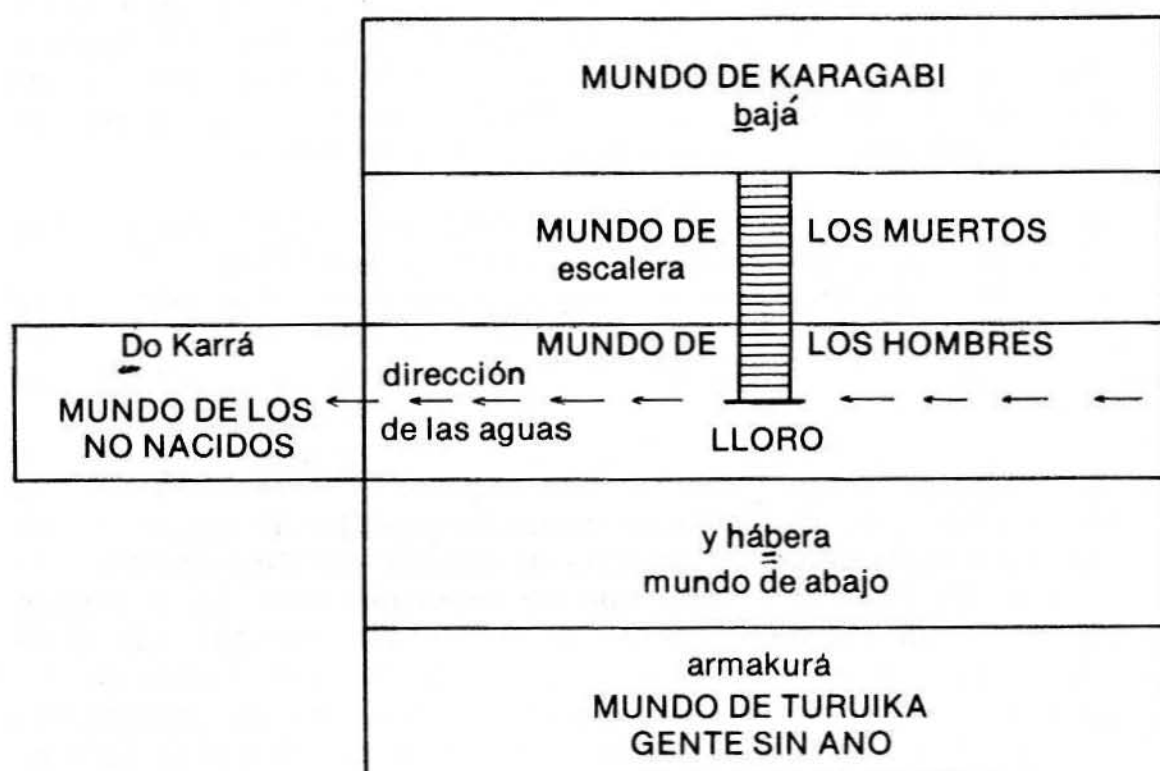 MUNDO DE KARAGABI
bajá
MUNDO DE LOS MUERTOS
escalera
Do Karrá
MUNDO DE LOS
NO NACIDOS
MUNDO DE LOS HOMBRES
dirección
de las aguas
LLORO
y hábera
mundo de abajo
armakurá
MUNDO DE TURUIKA
GENTE SIN ANO